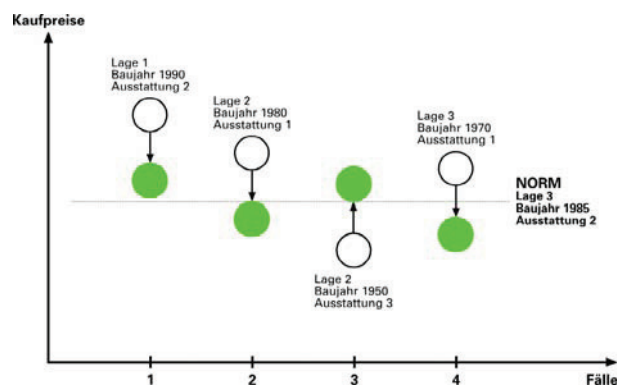 Kaufpreise
Lage 1
Baujahr 1990
Ausstattung 2
Lage 2
Baujahr 1980
Ausstattung 1
Lage 3
Baujahr 1970
Ausstattung 1
NORM
Lage 3
Baujahr 1985
Ausstattung 2
Lage 2
Baujahr 1950
Ausstattung 3
1
2
3
4
Fälle